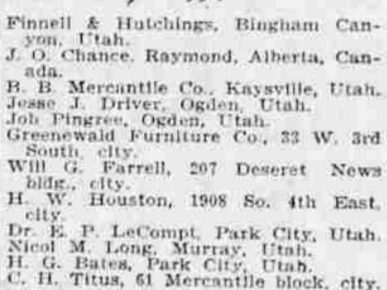 Finnell & Hutchings, Bingham Can-
yon, Utah.
J. O. Chance, Raymond, Alberta, Can-
ada.
B. B. Mercantile Co., Kaysville, Utah.
Jesse J. Driver, Ogden, Utah.
Job Pingree, Ogden, Utah.
Greenewald Furniture Co., 33 W. 3rd
South, city.
Will G. Farrell, 207 Deseret News
bldg., city.
H. W. Houston, 1908 So. 4th East,
city.
Dr. E. P. LeCompt, Park City, Utah.
Nicol M. Long, Murray, Utah.
H. G. Bates, Park City, Utah.
C. H. Titus, 61 Mercantile block, city.